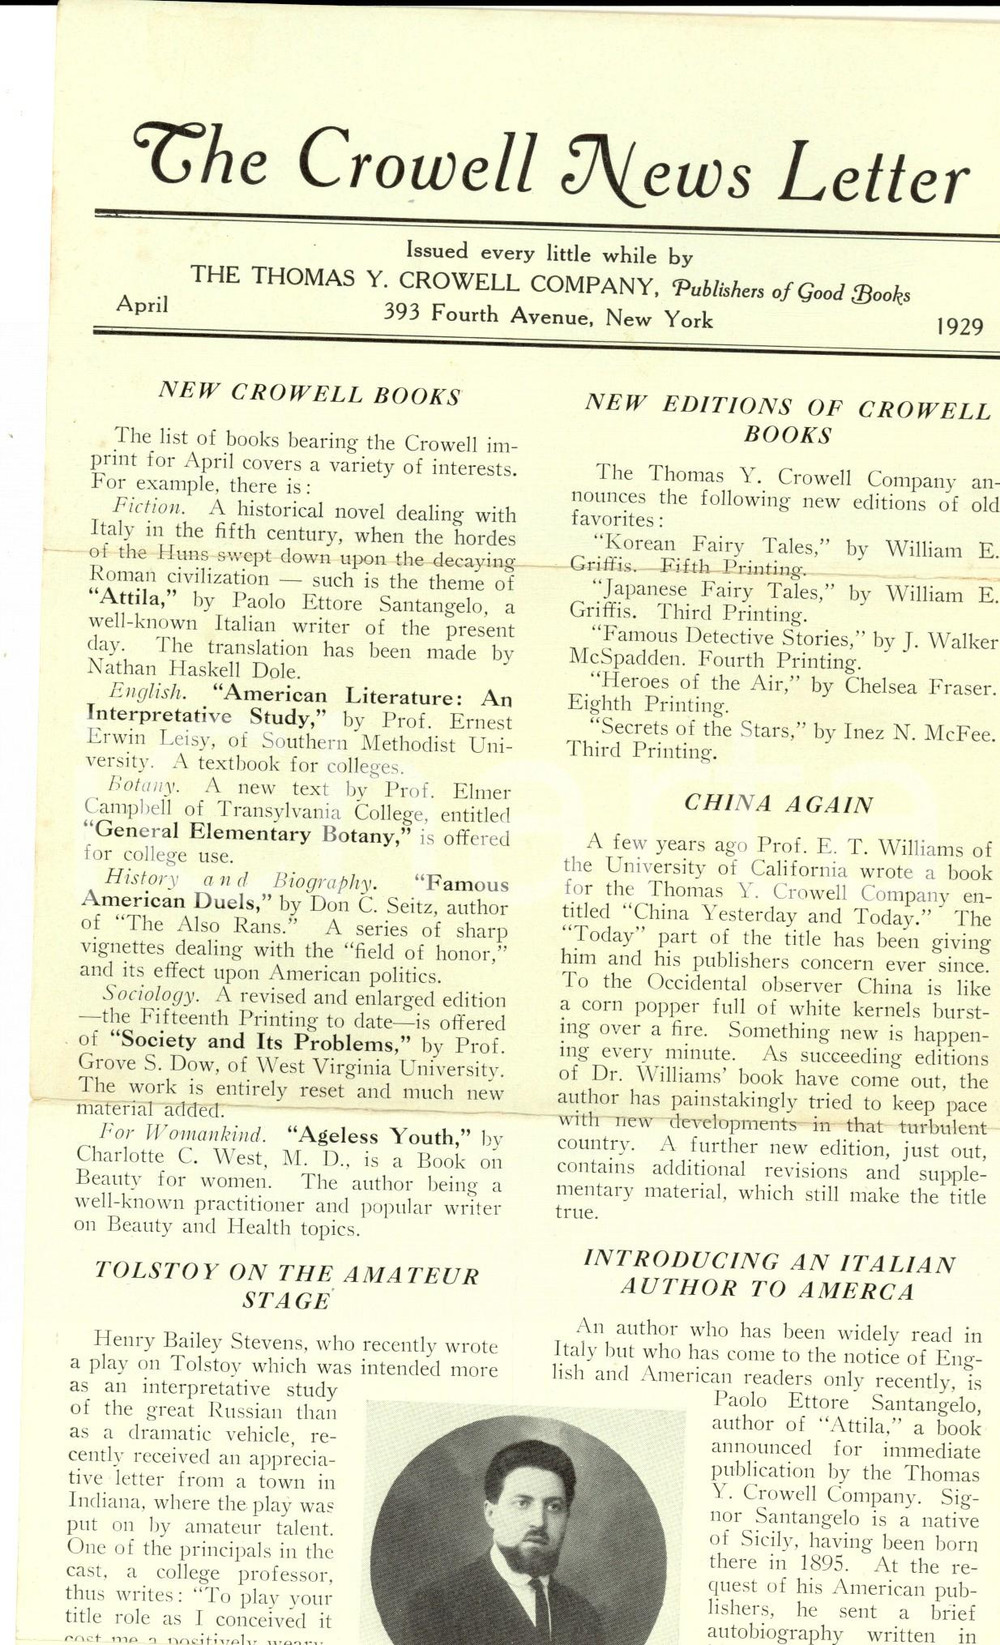 The Crowell News Letter
Issued every little while by
THE THOMAS Y. CROWELL COMPANY, Publishers of Good Books
April 393 Fourth Avenue, New York 1929
NEW CROWELL BOOKS
The list of books bearing the Crowell im-
print for April covers a variety of interests.
For example, there is:
Fiction. A historical novel dealing with
Italy in the fifth century, when the hordes
of the Huns swept down upon the decaying
Roman civilization — such is the theme of
“Attila,” by Paolo Ettore Santangelo, a
well-known Italian writer of the present
day. The translation has been made by
Nathan Haskell Dole.
English. “American Literature: An
Interpretative Study,” by Prof. Ernest
Erwin Leisy, of Southern Methodist Uni-
versity. A textbook for colleges.
Botany. A new text by Prof. Elmer
Campbell of Transylvania College, entitled
“General Elementary Botany,” is offered
for college use.
History and Biography. “Famous
American Duels,” by Don C. Seitz, author
of “The Also Rans.” A series of sharp
vignettes dealing with the “field of honor,”
and its effect upon American politics.
Sociology. A revised and enlarged edition
—the Fifteenth Printing to date—is offered
of “Society and Its Problems,” by Prof.
Grove S. Dow, of West Virginia University.
The work is entirely reset and much new
material added.
For Womankind. “Ageless Youth,” by
Charlotte C. West, M. D., is a Book on
Beauty for women. The author being a
well-known practitioner and popular writer
on Beauty and Health topics.
TOLSTOY ON THE AMATEUR
STAGE
Henry Bailey Stevens, who recently wrote
a play on Tolstoy which was intended more
as an interpretative study
of the great Russian than
as a dramatic vehicle, re-
cently received an apprecia-
tive letter from a town in
Indiana, where the play was
put on by amateur talent.
One of the principals in the
cast, a college professor,
thus writes: “To play your
title role as I conceived it
cost me a positively weary-
NEW EDITIONS OF CROWELL
BOOKS
The Thomas Y. Crowell Company an-
nounces the following new editions of old
favorites:
“Korean Fairy Tales,” by William E.
Griffis. Fifth Printing.
“Japanese Fairy Tales,” by William E.
Griffis. Third Printing.
“Famous Detective Stories,” by J. Walker
McSpadden. Fourth Printing.
“Heroes of the Air,” by Chelsea Fraser.
Eighth Printing.
“Secrets of the Stars,” by Inez N. McFee.
Third Printing.
CHINA AGAIN
A few years ago Prof. E. T. Williams of
the University of California wrote a book
for the Thomas Y. Crowell Company en-
titled “China Yesterday and Today.” The
“Today” part of the title has been giving
him and his publishers concern ever since.
To the Occidental observer China is like
a corn popper full of white kernels burst-
ing over a fire. Something new is happen-
ing every minute. As succeeding editions
of Dr. Williams’ book have come out, the
author has painstakingly tried to keep pace
with new developments in that turbulent
country. A further new edition, just out,
contains additional revisions and supple-
mentary material, which still make the title
true.
INTRODUCING AN ITALIAN
AUTHOR TO AMERCA
An author who has been widely read in
Italy but who has come to the notice of Eng-
lish and American readers only recently, is
Paolo Ettore Santangelo,
author of “Attila,” a book
announced for immediate
publication by the Thomas
Y. Crowell Company. Sig-
nor Santangelo is a native
of Sicily, having been born
there in 1895. At the re-
quest of his American pub-
lishers, he sent a brief
autobiography written in